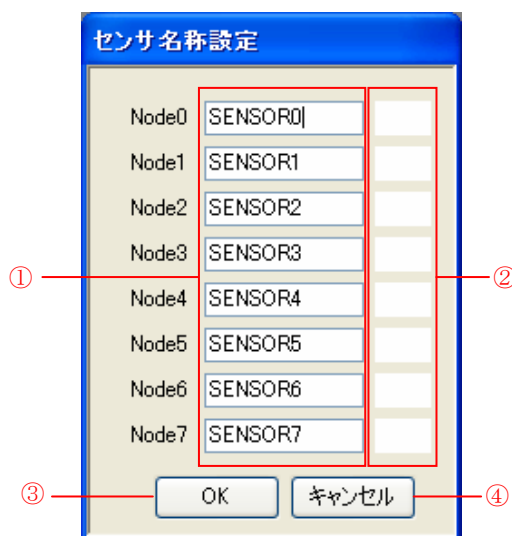 センサ名称設定
Node0 SENSOR0
Node1 SENSOR1
Node2 SENSOR2
Node3 SENSOR3
① ②
Node4 SENSOR4
Node5 SENSOR5
Node6 SENSOR6
Node7 SENSOR7
③ OK キャンセル ④